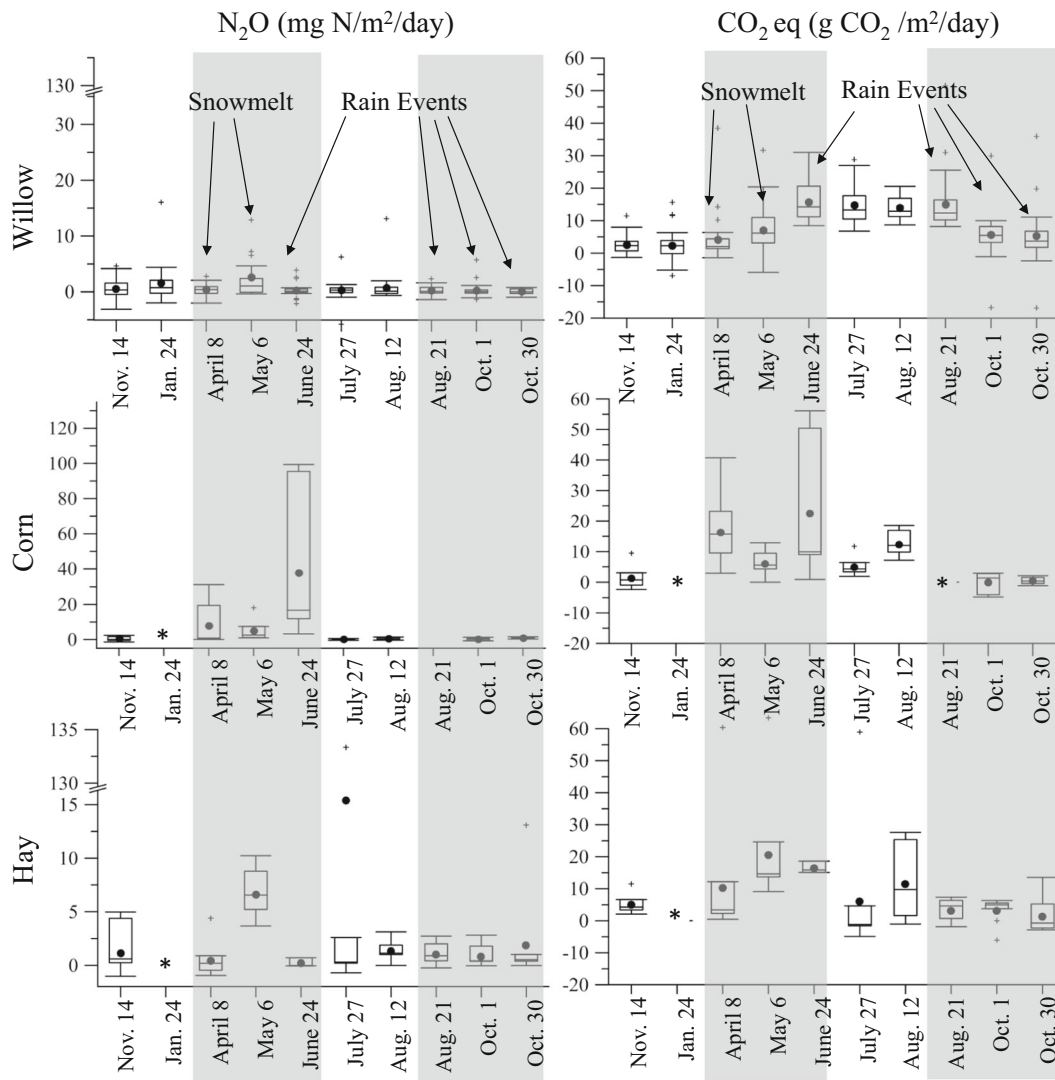 N₂O (mg N/m²/day)
CO₂ eq (g CO₂ /m²/day)
Willow
130
35
25
15
5
0
Snowmelt
Rain Events
Nov. 14
Jan. 24
April 8
May 6
June 24
July 27
Aug. 12
Aug. 21
Oct. 1
Oct. 30
60
50
40
30
20
10
0
-10
-20
Snowmelt
Rain Events
Nov. 14
Jan. 24
April 8
May 6
June 24
July 27
Aug. 12
Aug. 21
Oct. 1
Oct. 30
Corn
120
100
80
60
40
20
0
*
Nov. 14
Jan. 24
April 8
May 6
June 24
July 27
Aug. 12
Aug. 21
Oct. 1
Oct. 30
60
50
40
30
20
10
0
-10
-20
*
*
Nov. 14
Jan. 24
April 8
May 6
June 24
July 27
Aug. 12
Aug. 21
Oct. 1
Oct. 30
Hay
135
130
15
10
5
0
*
Nov. 14
Jan. 24
April 8
May 6
June 24
July 27
Aug. 12
Aug. 21
Oct. 1
Oct. 30
60
50
40
30
20
10
0
-10
-20
*
Nov. 14
Jan. 24
April 8
May 6
June 24
July 27
Aug. 12
Aug. 21
Oct. 1
Oct. 30